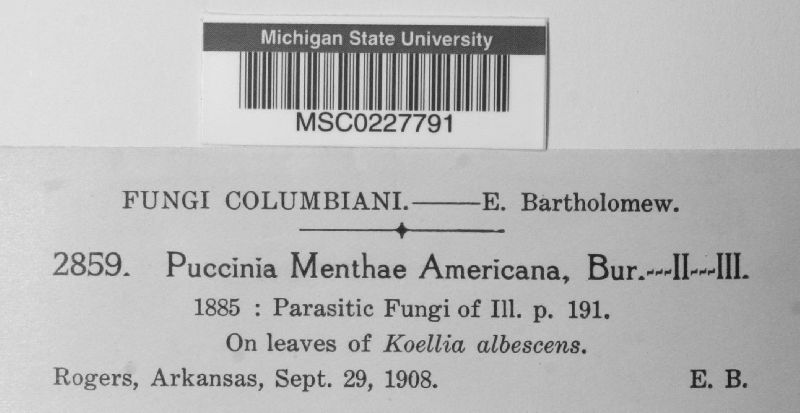 Michigan State University
MSC0227791
FUNGI COLUMBIANI.——E. Bartholomew.
2859. Puccinia Menthae Americana, Bur.---II---III.
1885 : Parasitic Fungi of Ill. p. 191.
On leaves of Koellia albescens.
Rogers, Arkansas, Sept. 29, 1908. E. B.